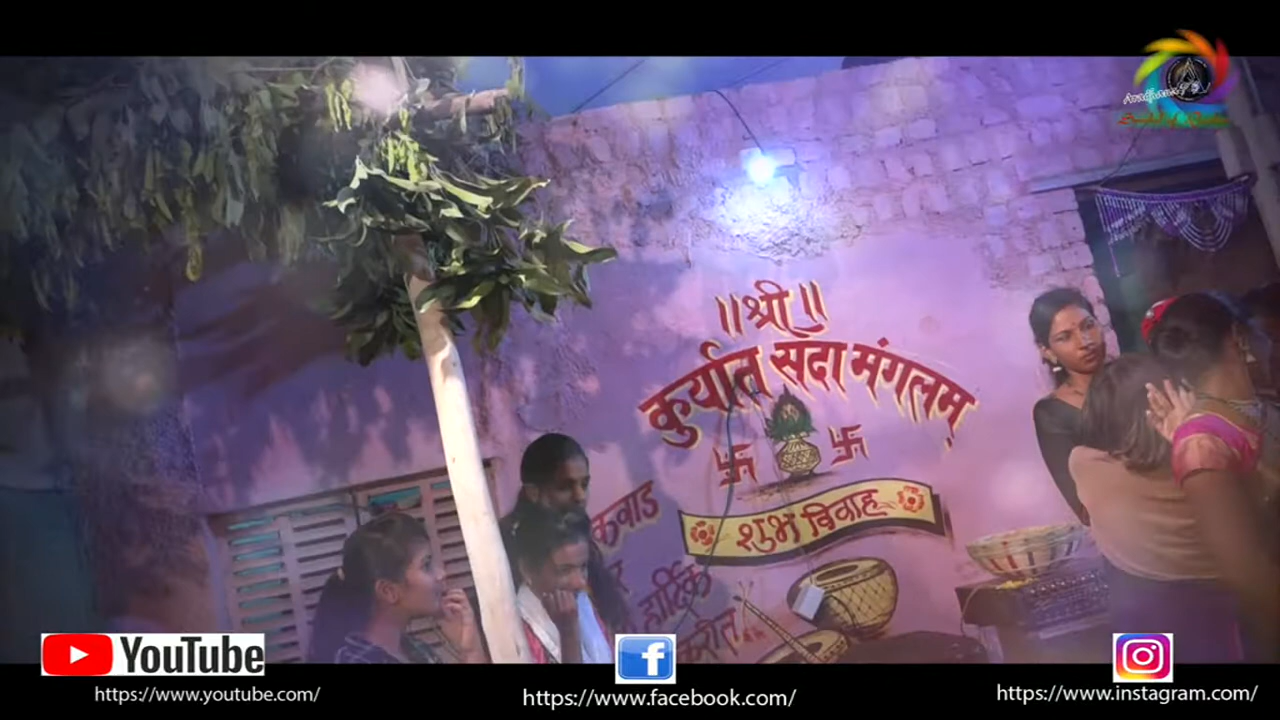 ॥श्री॥
कुर्यात सदा मंगलम्
शुभ विवाह
हार्दिक
YouTube
https://www.youtube.com/
f
https://www.facebook.com/
https://www.instagram.com/